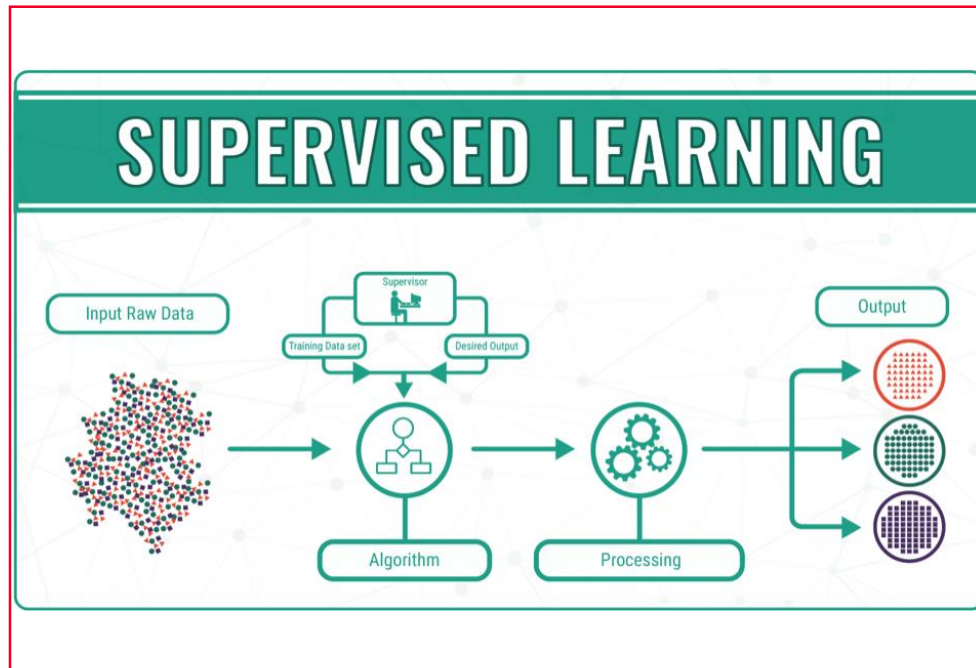 SUPERVISED LEARNING
Input Raw Data
Supervisor
Training Data set
Desired Output
Algorithm
Processing
Output